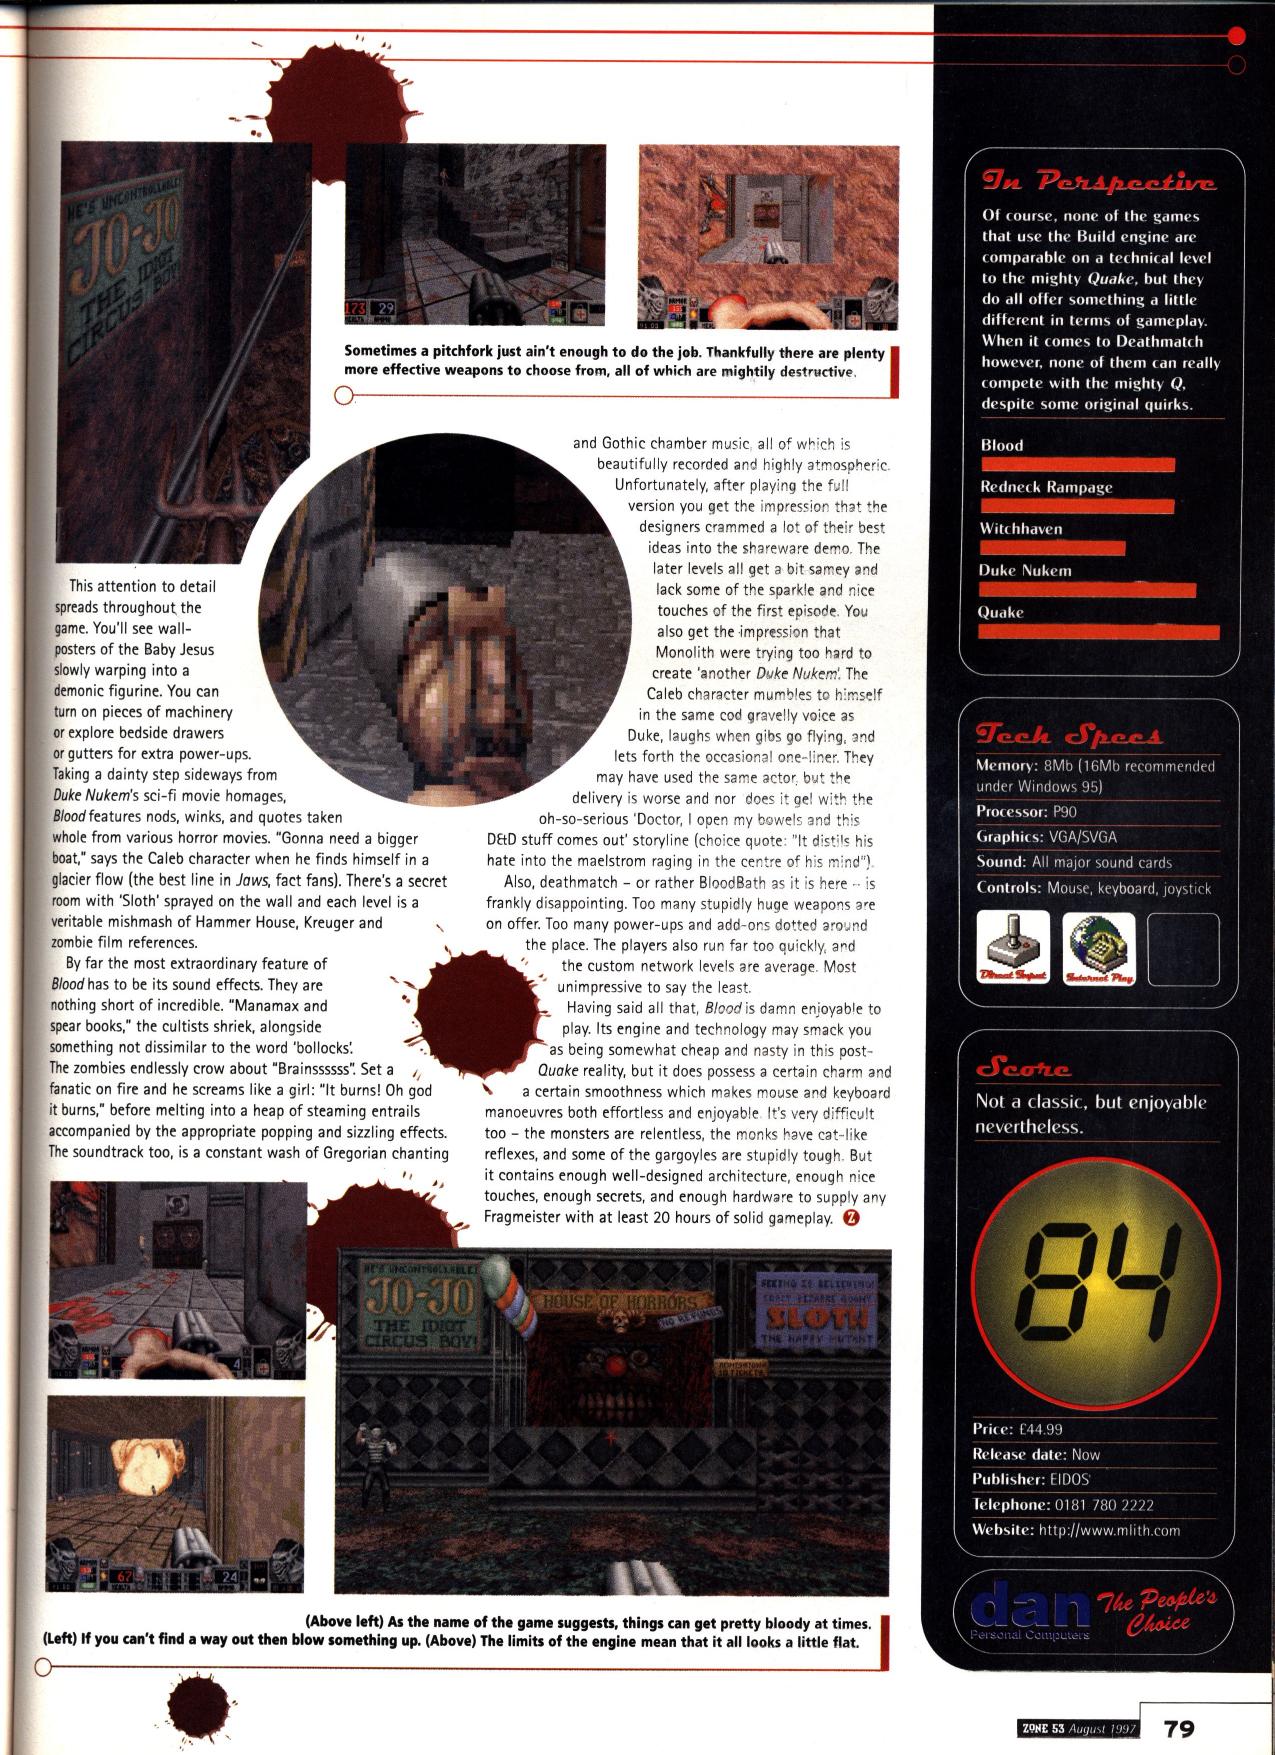 HE'S UNCONTROLLABLE!
JO-JO
THE IDIOT
CIRCUS BOY!
173 29
Sometimes a pitchfork just ain't enough to do the job. Thankfully there are plenty
more effective weapons to choose from, all of which are mightily destructive.
This attention to detail
spreads throughout the
game. You'll see wall-
posters of the Baby Jesus
slowly warping into a
demonic figurine. You can
turn on pieces of machinery
or explore bedside drawers
or gutters for extra power-ups.
Taking a dainty step sideways from
Duke Nukem's sci-fi movie homages,
Blood features nods, winks, and quotes taken
whole from various horror movies. "Gonna need a bigger
boat," says the Caleb character when he finds himself in a
glacier flow (the best line in Jaws, fact fans). There's a secret
room with 'Sloth' sprayed on the wall and each level is a
veritable mishmash of Hammer House, Kreuger and
zombie film references.
By far the most extraordinary feature of
Blood has to be its sound effects. They are
nothing short of incredible. "Manamax and
spear books," the cultists shriek, alongside
something not dissimilar to the word 'bollocks'.
The zombies endlessly crow about "Brainssssss". Set a
fanatic on fire and he screams like a girl: "It burns! Oh god
it burns," before melting into a heap of steaming entrails
accompanied by the appropriate popping and sizzling effects.
The soundtrack too, is a constant wash of Gregorian chanting
and Gothic chamber music, all of which is
beautifully recorded and highly atmospheric.
Unfortunately, after playing the full
version you get the impression that the
designers crammed a lot of their best
ideas into the shareware demo. The
later levels all get a bit samey and
lack some of the sparkle and nice
touches of the first episode. You
also get the impression that
Monolith were trying too hard to
create 'another Duke Nukem'. The
Caleb character mumbles to himself
in the same cod gravelly voice as
Duke, laughs when gibs go flying, and
lets forth the occasional one-liner. They
may have used the same actor, but the
delivery is worse and nor does it gel with the
oh-so-serious 'Doctor, I open my bowels and this
D&D stuff comes out' storyline (choice quote: "It distils his
hate into the maelstrom raging in the centre of his mind").
Also, deathmatch – or rather BloodBath as it is here – is
frankly disappointing. Too many stupidly huge weapons are
on offer. Too many power-ups and add-ons dotted around
the place. The players also run far too quickly, and
the custom network levels are average. Most
unimpressive to say the least.
Having said all that, Blood is damn enjoyable to
play. Its engine and technology may smack you
as being somewhat cheap and nasty in this post-
Quake reality, but it does possess a certain charm and
a certain smoothness which makes mouse and keyboard
manoeuvres both effortless and enjoyable. It's very difficult
too – the monsters are relentless, the monks have cat-like
reflexes, and some of the gargoyles are stupidly tough. But
it contains enough well-designed architecture, enough nice
touches, enough secrets, and enough hardware to supply any
Fragmeister with at least 20 hours of solid gameplay. Z
67 24
HE'S UNCONTROLLABLE!
JO-JO
THE IDIOT
CIRCUS BOY!
HOUSE OF HORRORS
NO REFUNDS
SEEING IS BELIEVING!
SLOTH
THE HAPPY MUTANT
(Above left) As the name of the game suggests, things can get pretty bloody at times.
(Left) If you can't find a way out then blow something up. (Above) The limits of the engine mean that it all looks a little flat.
In Perspective
Of course, none of the games
that use the Build engine are
comparable on a technical level
to the mighty Quake, but they
do all offer something a little
different in terms of gameplay.
When it comes to Deathmatch
however, none of them can really
compete with the mighty Q,
despite some original quirks.
Blood
Redneck Rampage
Witchhaven
Duke Nukem
Quake
Tech Specs
Memory: 8Mb (16Mb recommended
under Windows 95)
Processor: P90
Graphics: VGA/SVGA
Sound: All major sound cards
Controls: Mouse, keyboard, joystick
Direct Input
Internet Play
Score
Not a classic, but enjoyable
nevertheless.
84
Price: £44.99
Release date: Now
Publisher: EIDOS
Telephone: 0181 780 2222
Website: http://www.mlith.com
dan
Personal Computers
The People's
Choice
ZONE 53 August 1997 79